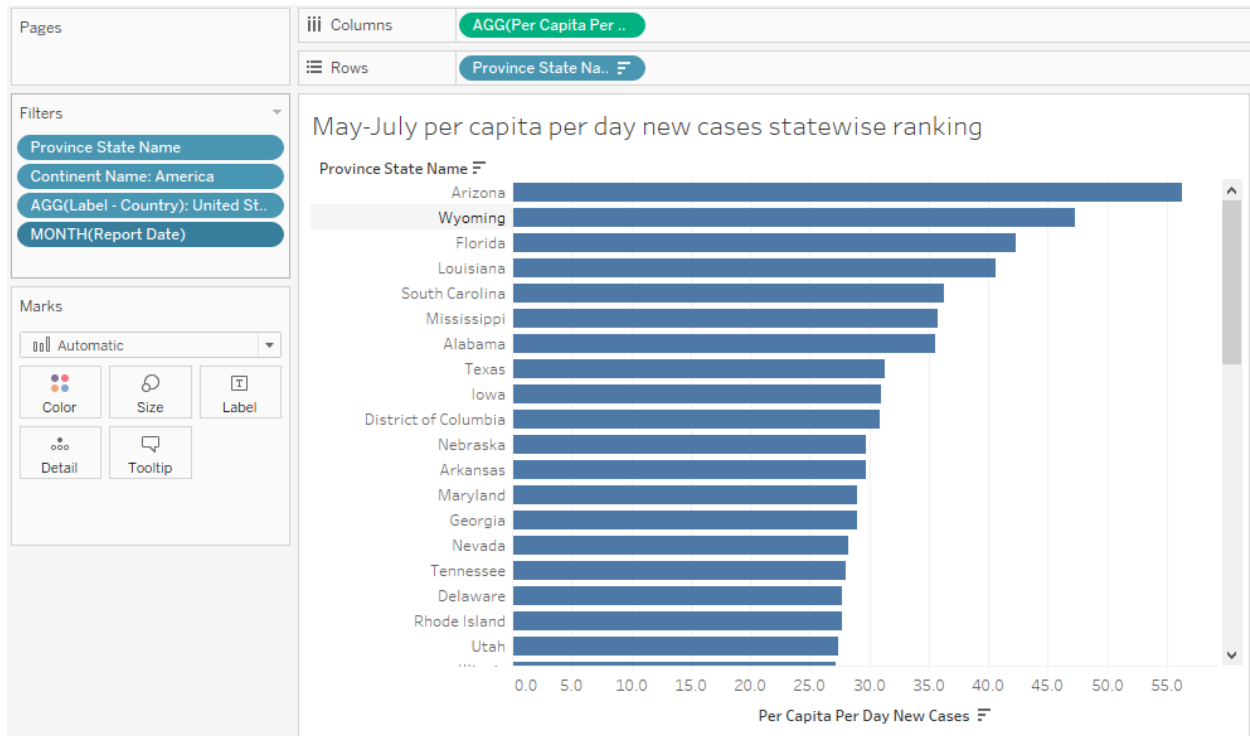 Pages
Columns
AGG(Per Capita Per ..
Rows
Province State Na..
Filters
Province State Name
Continent Name: America
AGG(Label - Country): United St..
MONTH(Report Date)
Marks
Automatic
Color
Size
Label
Detail
Tooltip
May-July per capita per day new cases statewise ranking
Province State Name
Arizona
Wyoming
Florida
Louisiana
South Carolina
Mississippi
Alabama
Texas
Iowa
District of Columbia
Nebraska
Arkansas
Maryland
Georgia
Nevada
Tennessee
Delaware
Rhode Island
Utah
0.0 5.0 10.0 15.0 20.0 25.0 30.0 35.0 40.0 45.0 50.0 55.0
Per Capita Per Day New Cases